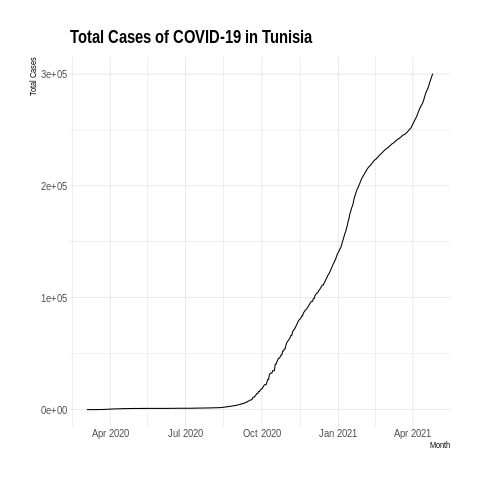 Total Cases of COVID-19 in Tunisia
Total Cases
3e+05
2e+05
1e+05
0e+00
Apr 2020 Jul 2020 Oct 2020 Jan 2021 Apr 2021
Month